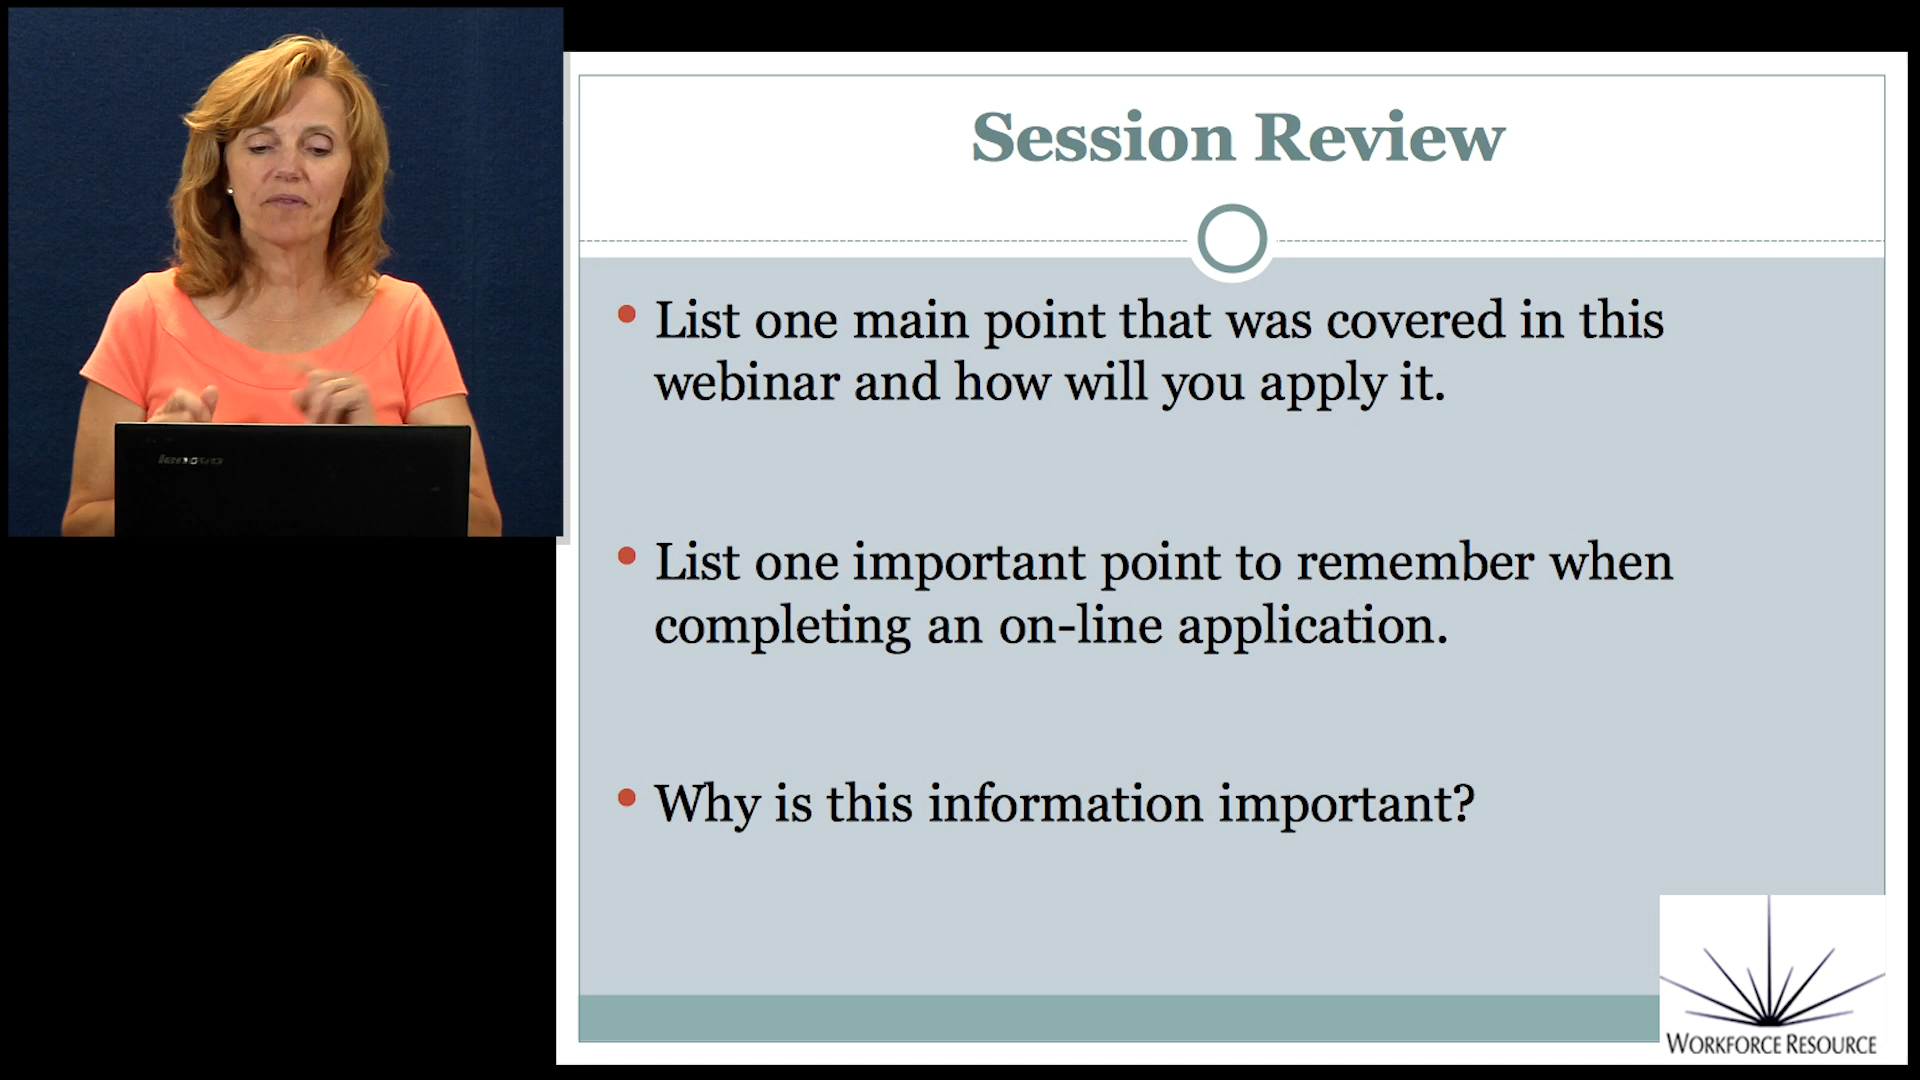 Session Review
• List one main point that was covered in this
webinar and how will you apply it.
• List one important point to remember when
completing an on-line application.
• Why is this information important?
lenovo
WORKFORCE RESOURCE